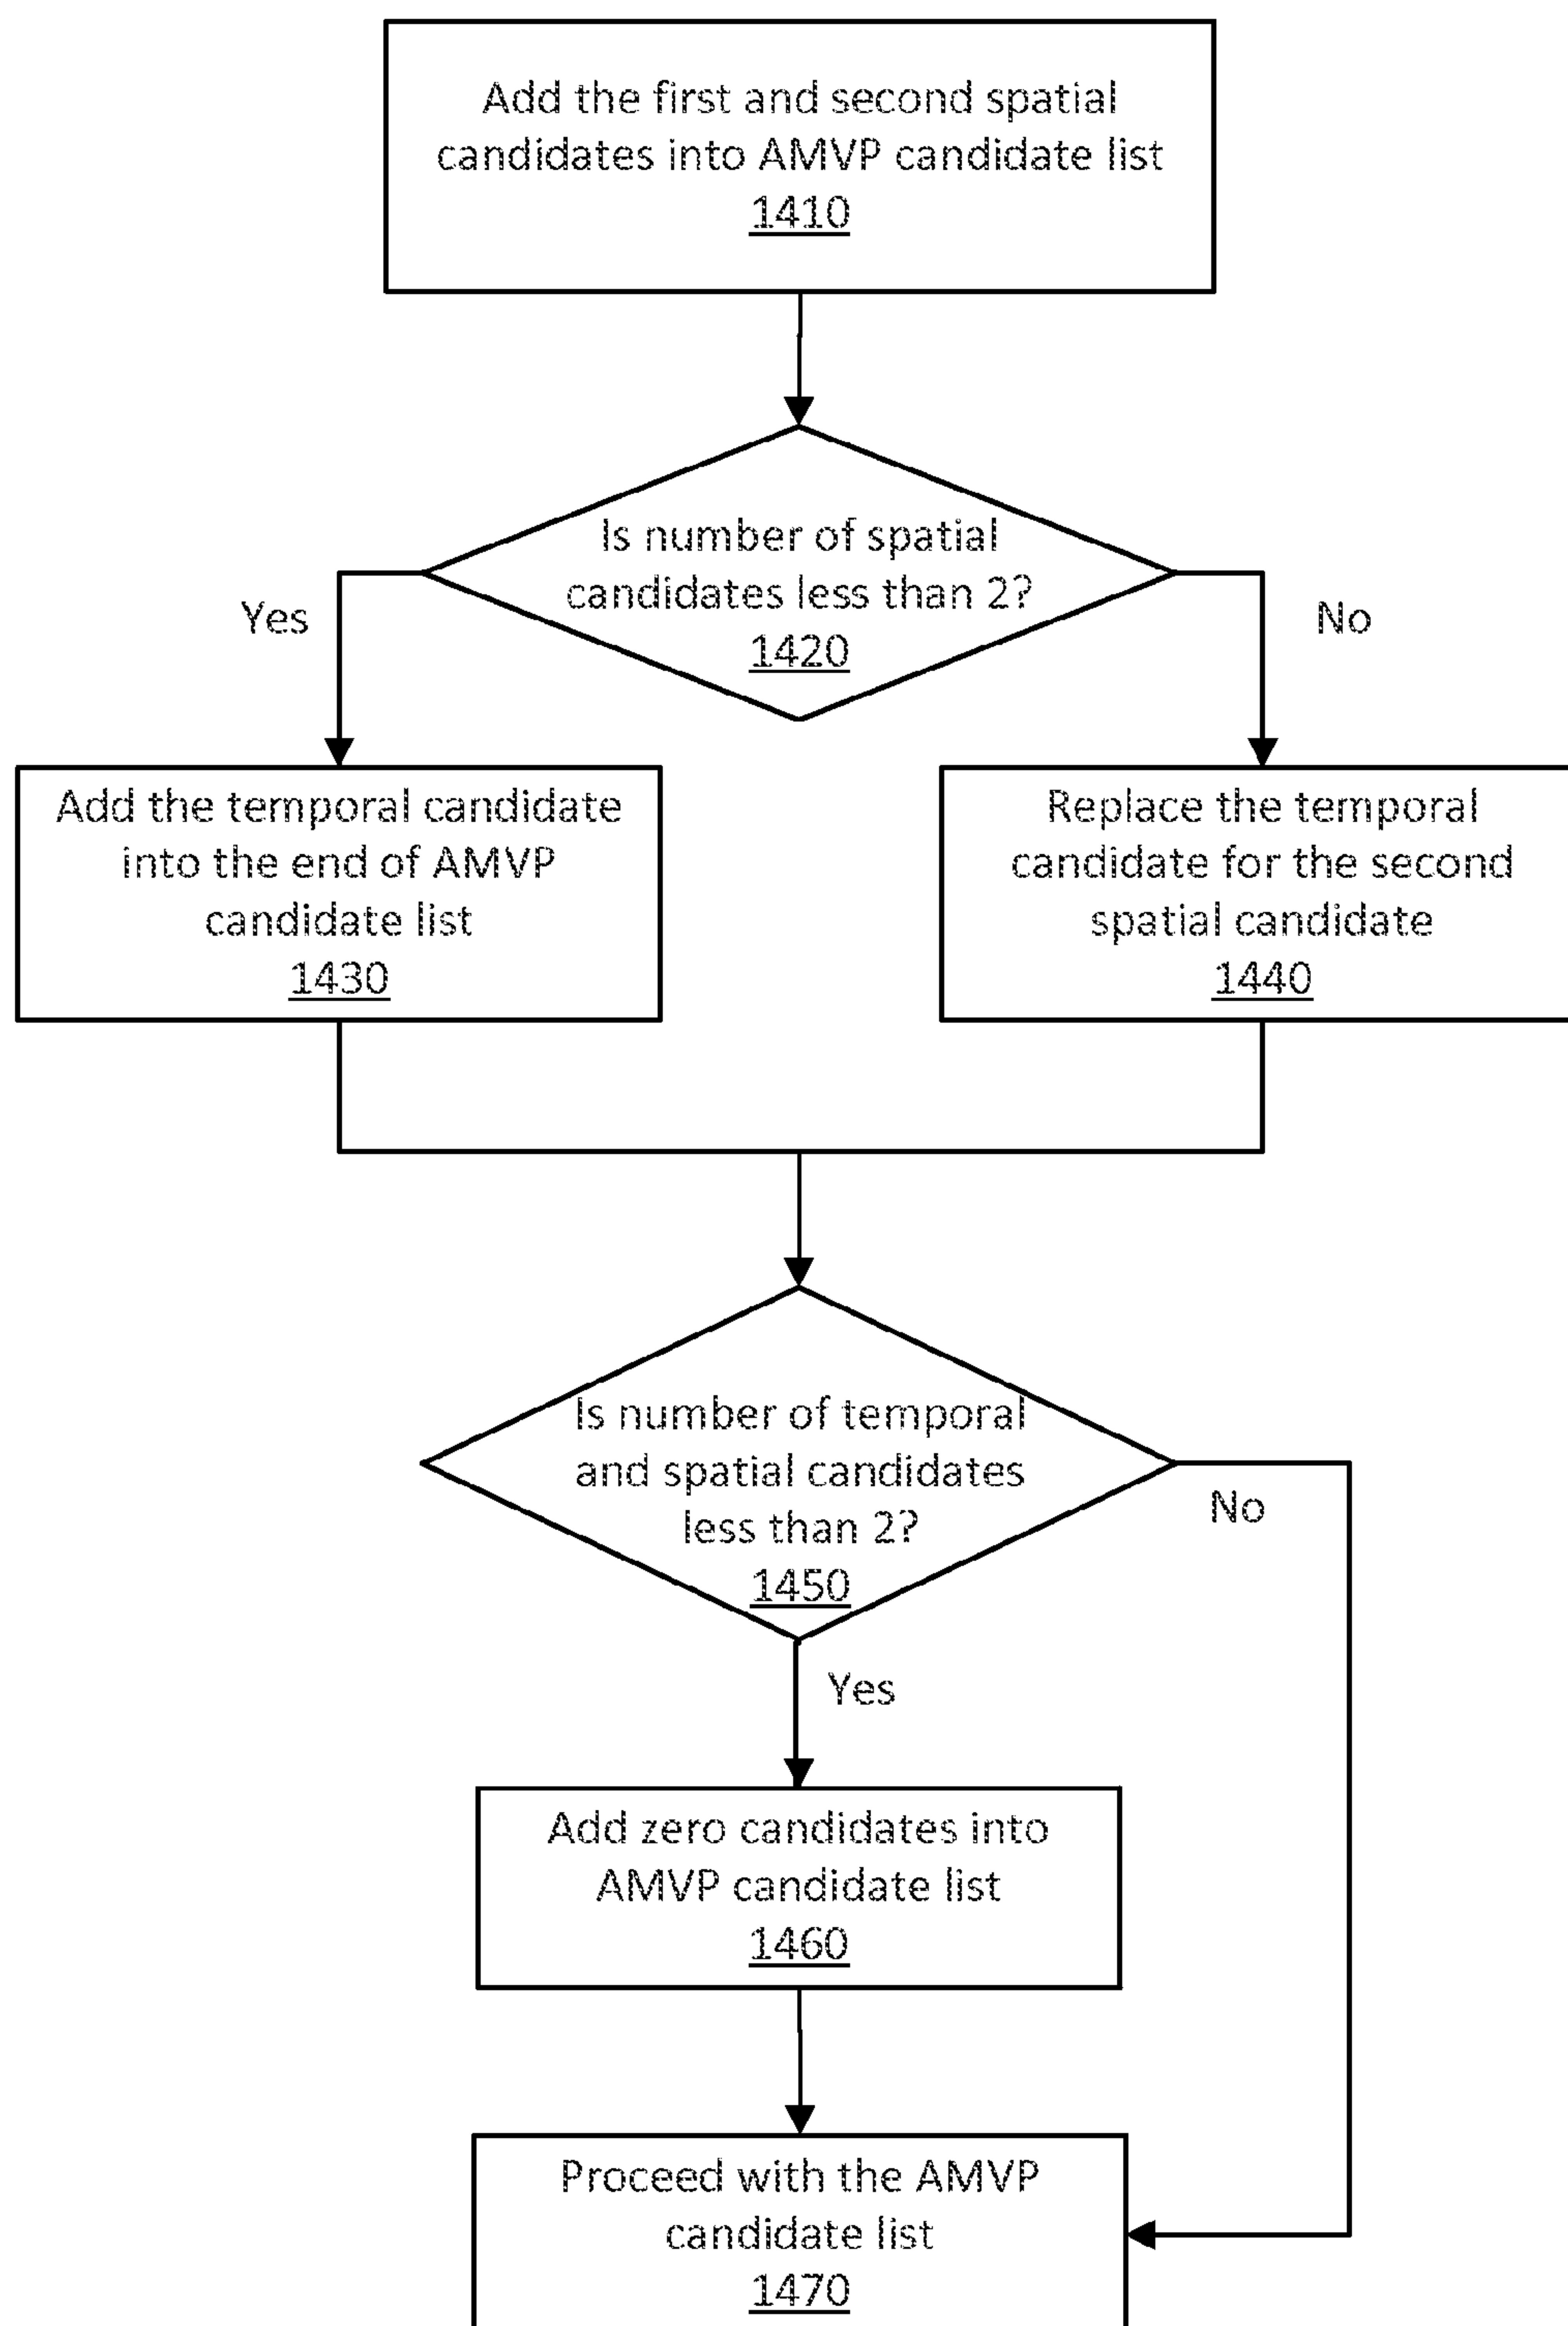 Add the first and second spatial
candidates into AMVP candidate list
1410
Is number of spatial
candidates less than 2?
1420
Yes
No
Add the temporal candidate
into the end of AMVP
candidate list
1430
Replace the temporal
candidate for the second
spatial candidate
1440
Is number of temporal
and spatial candidates
less than 2?
1450
No
Yes
Add zero candidates into
AMVP candidate list
1460
Proceed with the AMVP
candidate list
1470